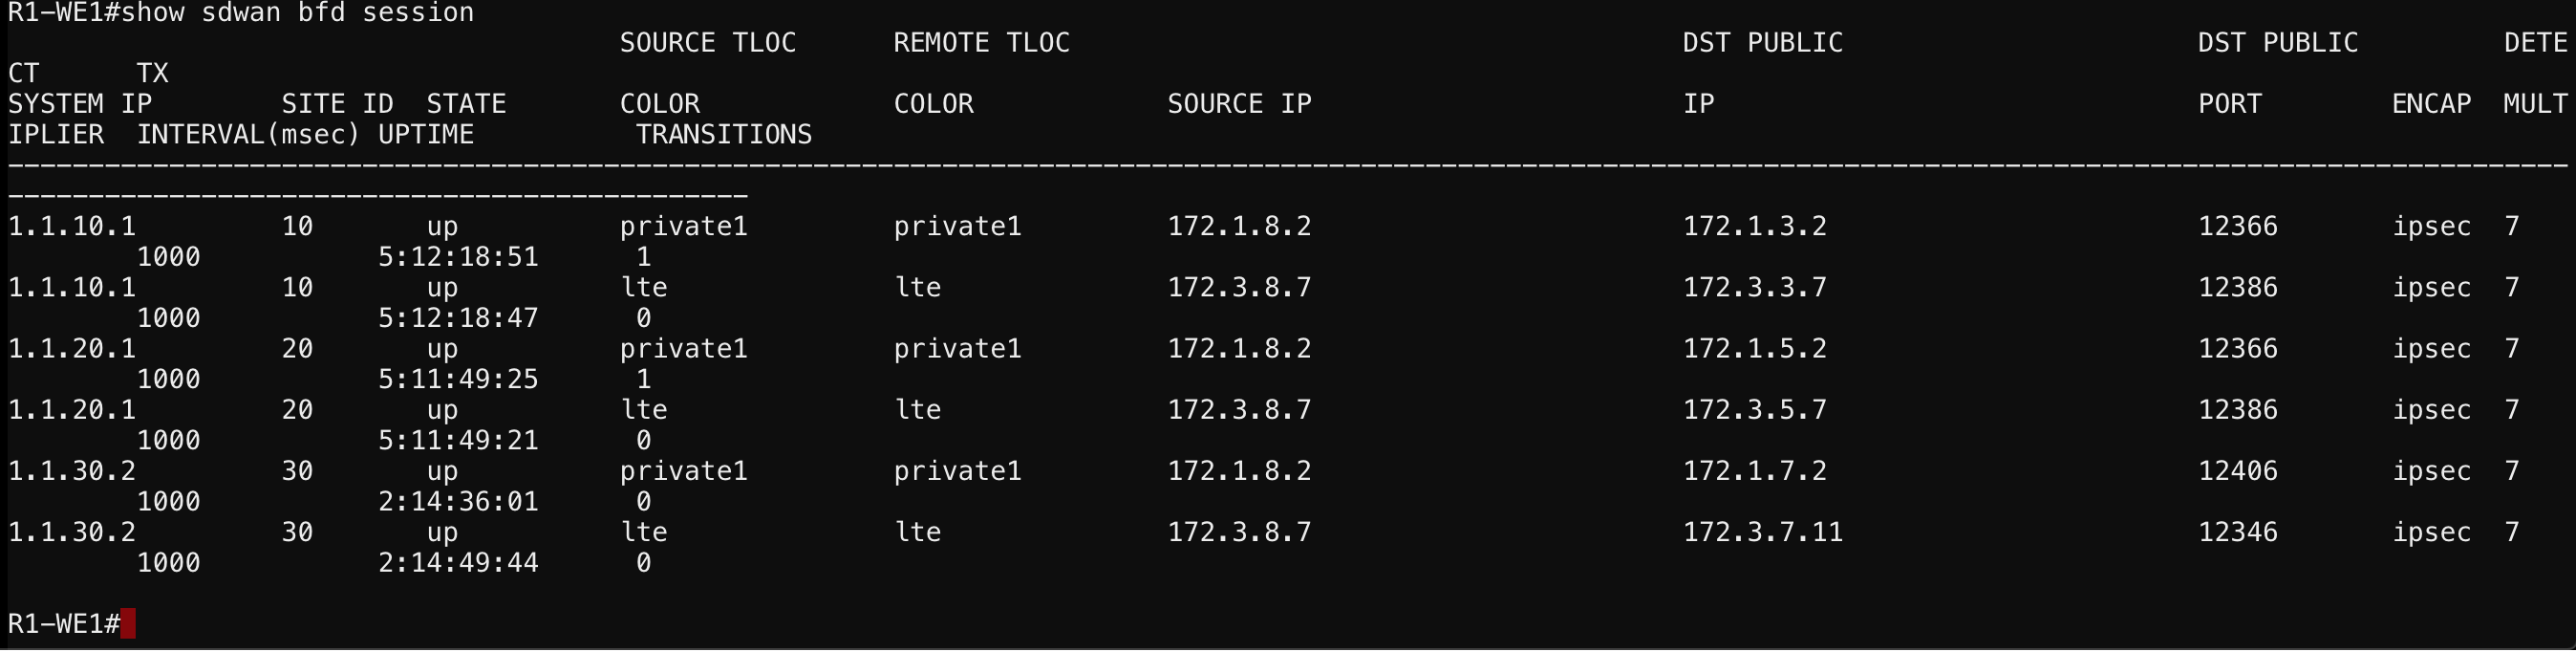 R1-WE1#show sdwan bfd session
SOURCE TLOC REMOTE TLOC DST PUBLIC DST PUBLIC DETE
CT TX
SYSTEM IP SITE ID STATE COLOR COLOR SOURCE IP IP PORT ENCAP MULT
IPLIER INTERVAL(msec) UPTIME TRANSITIONS
----------------------------------------------------------------------------------------------------------------------------------------------------------------
----------------------------------------------
1.1.10.1 10 up private1 private1 172.1.8.2 172.1.3.2 12366 ipsec 7
1000 5:12:18:51 1
1.1.10.1 10 up lte lte 172.3.8.7 172.3.3.7 12386 ipsec 7
1000 5:12:18:47 0
1.1.20.1 20 up private1 private1 172.1.8.2 172.1.5.2 12366 ipsec 7
1000 5:11:49:25 1
1.1.20.1 20 up lte lte 172.3.8.7 172.3.5.7 12386 ipsec 7
1000 5:11:49:21 0
1.1.30.2 30 up private1 private1 172.1.8.2 172.1.7.2 12406 ipsec 7
1000 2:14:36:01 0
1.1.30.2 30 up lte lte 172.3.8.7 172.3.7.11 12346 ipsec 7
1000 2:14:49:44 0
R1-WE1#